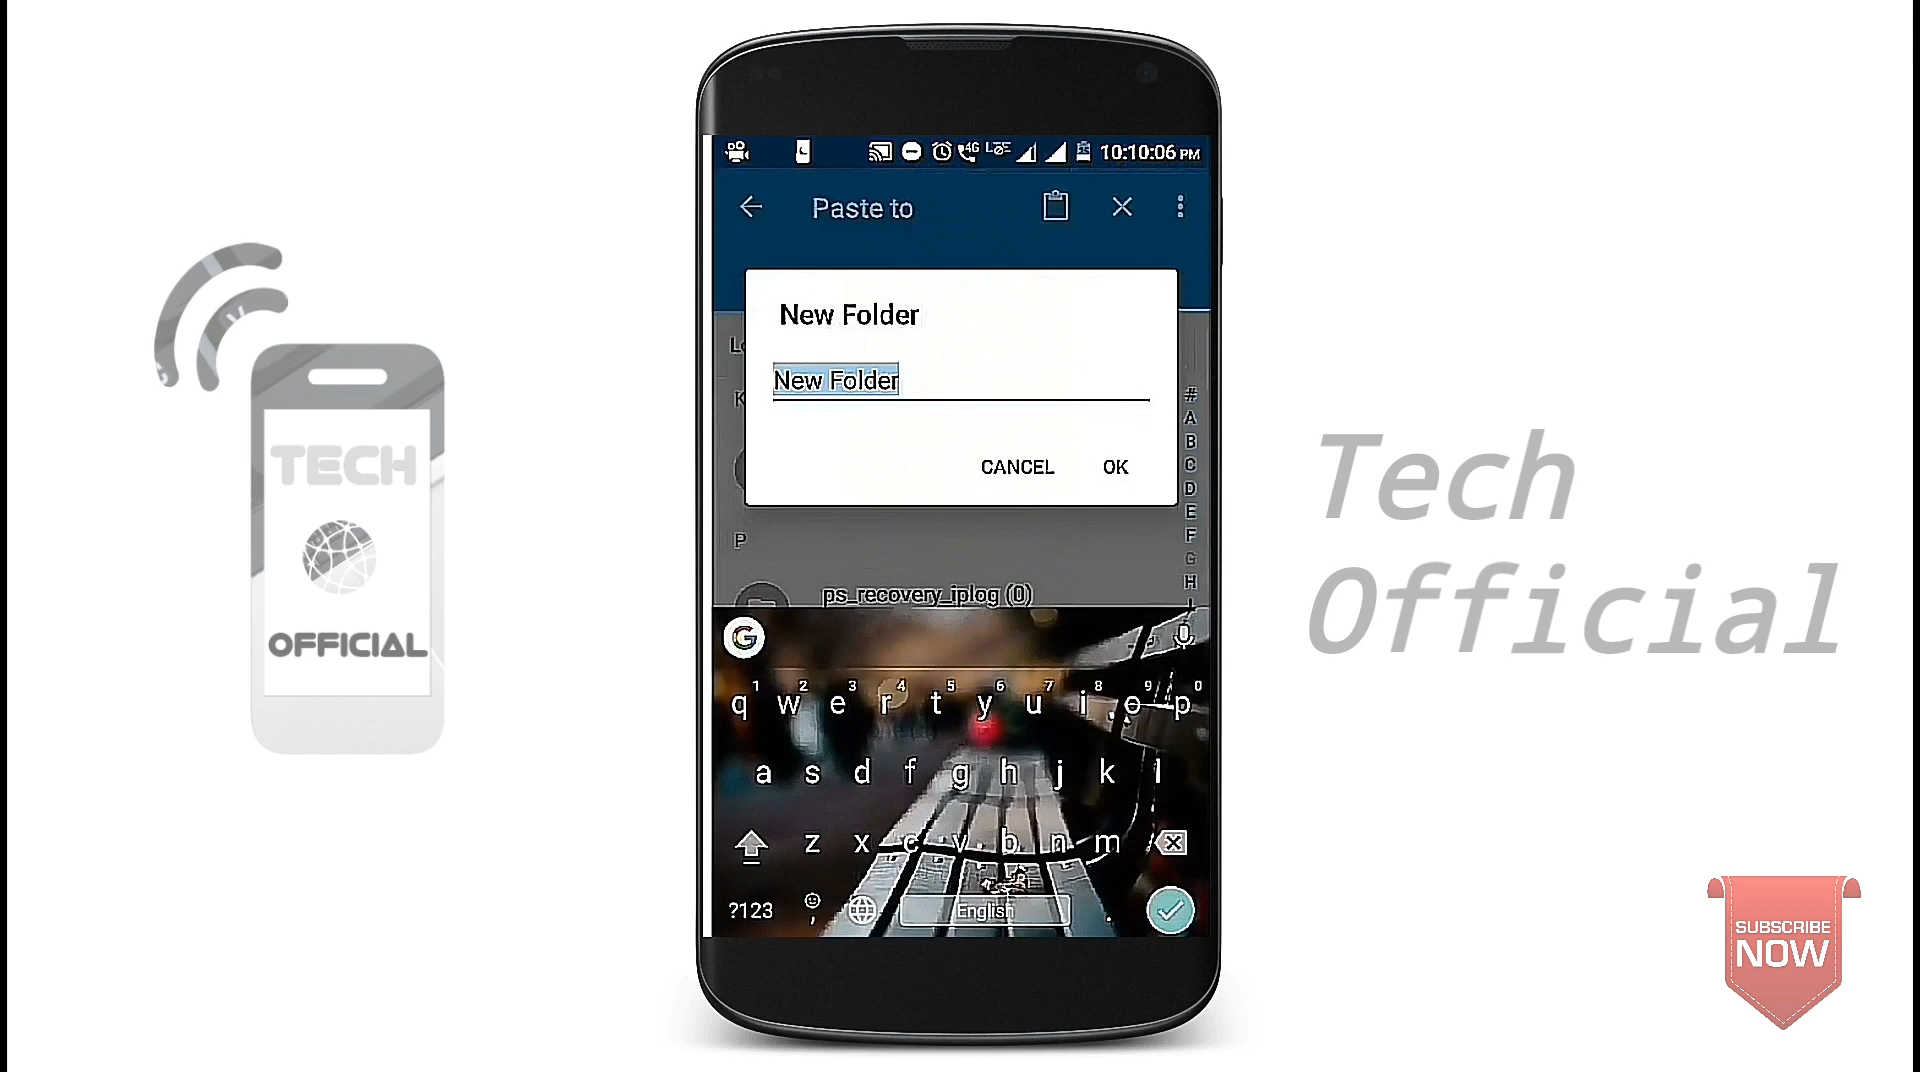 10:10:06 PM
Paste to
New Folder
New Folder
CANCEL OK
P
ps_recovery_iplog (0)
#
A
B
C
D
E
F
G
H
G
1 2 3 4 5 6 7 8 9 0
q w e r t y u i o p
a s d f g h j k l
z x c v b n m
?123 , English .
TECH
OFFICIAL
Tech
Official
SUBSCRIBE
NOW